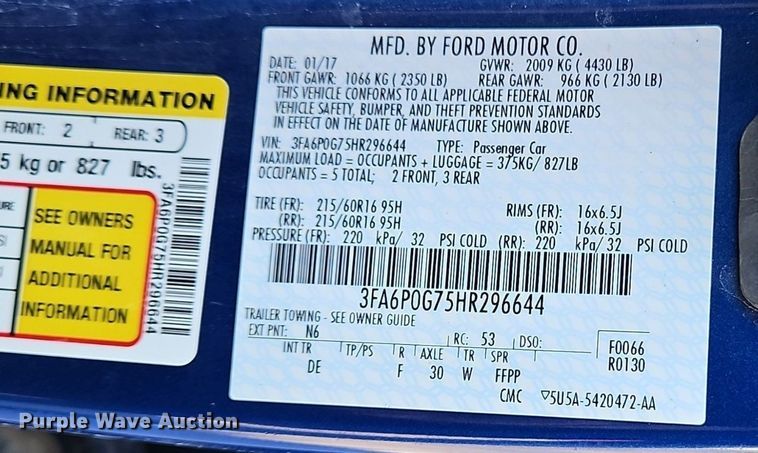 ING INFORMATION
FRONT: 2 REAR: 3
5 kg or 827 lbs.
SEE OWNERS
MANUAL FOR
ADDITIONAL
INFORMATION
3FA6P0G75HR296644
MFD. BY FORD MOTOR CO.
DATE: 01/17 GVWR: 2009 KG ( 4430 LB)
FRONT GAWR: 1066 KG ( 2350 LB) REAR GAWR: 966 KG ( 2130 LB)
THIS VEHICLE CONFORMS TO ALL APPLICABLE FEDERAL MOTOR
VEHICLE SAFETY, BUMPER, AND THEFT PREVENTION STANDARDS
IN EFFECT ON THE DATE OF MANUFACTURE SHOWN ABOVE.
VIN: 3FA6P0G75HR296644 TYPE: Passenger Car
MAXIMUM LOAD = OCCUPANTS + LUGGAGE = 375KG/ 827LB
OCCUPANTS = 5 TOTAL; 2 FRONT, 3 REAR
TIRE (FR): 215/60R16 95H RIMS (FR): 16x6.5J
(RR): 215/60R16 95H (RR): 16x6.5J
PRESSURE (FR): 220 kPa/ 32 PSI COLD (RR): 220 kPa/ 32 PSI COLD
3FA6P0G75HR296644
TRAILER TOWING - SEE OWNER GUIDE
EXT PNT: N6 RC: 53 DSO: F0066
R0130
INT TR TP/PS R AXLE TR SPR
DE F 30 W FFPP
CMC ▽5U5A-5420472-AA
Purple Wave Auction